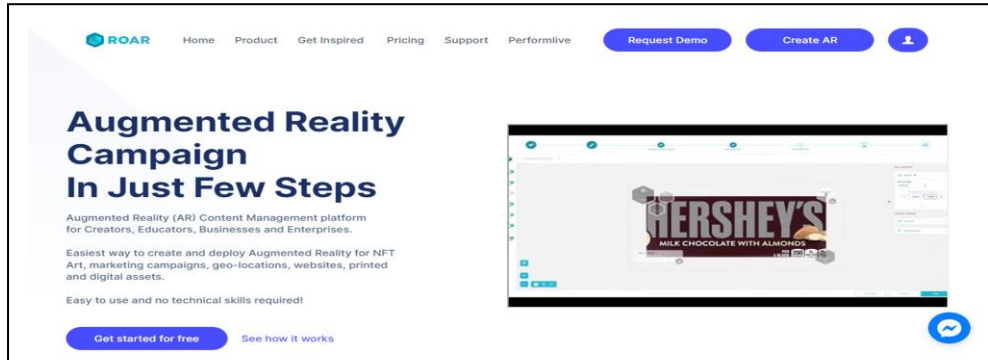 ROAR Home Product Get Inspired Pricing Support Performlive Request Demo Create AR
Augmented Reality
Campaign
In Just Few Steps
Augmented Reality (AR) Content Management platform
for Creators, Educators, Businesses and Enterprises.
Easiest way to create and deploy Augmented Reality for NFT
Art, marketing campaigns, geo-locations, websites, printed
and digital assets.
Easy to use and no technical skills required!
Get started for free See how it works
HERSHEY'S
MILK CHOCOLATE WITH ALMONDS